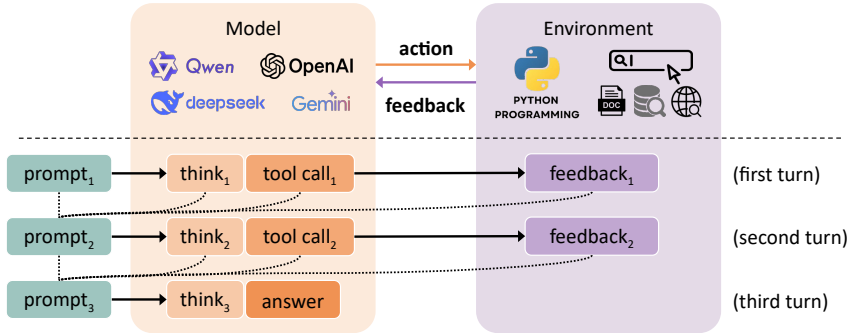 Model
Environment
Qwen
OpenAI
action
deepseek
Gemini
feedback
PYTHON
PROGRAMMING
DOC
prompt₁
think₁
tool call₁
feedback₁
(first turn)
prompt₂
think₂
tool call₂
feedback₂
(second turn)
prompt₃
think₃
answer
(third turn)